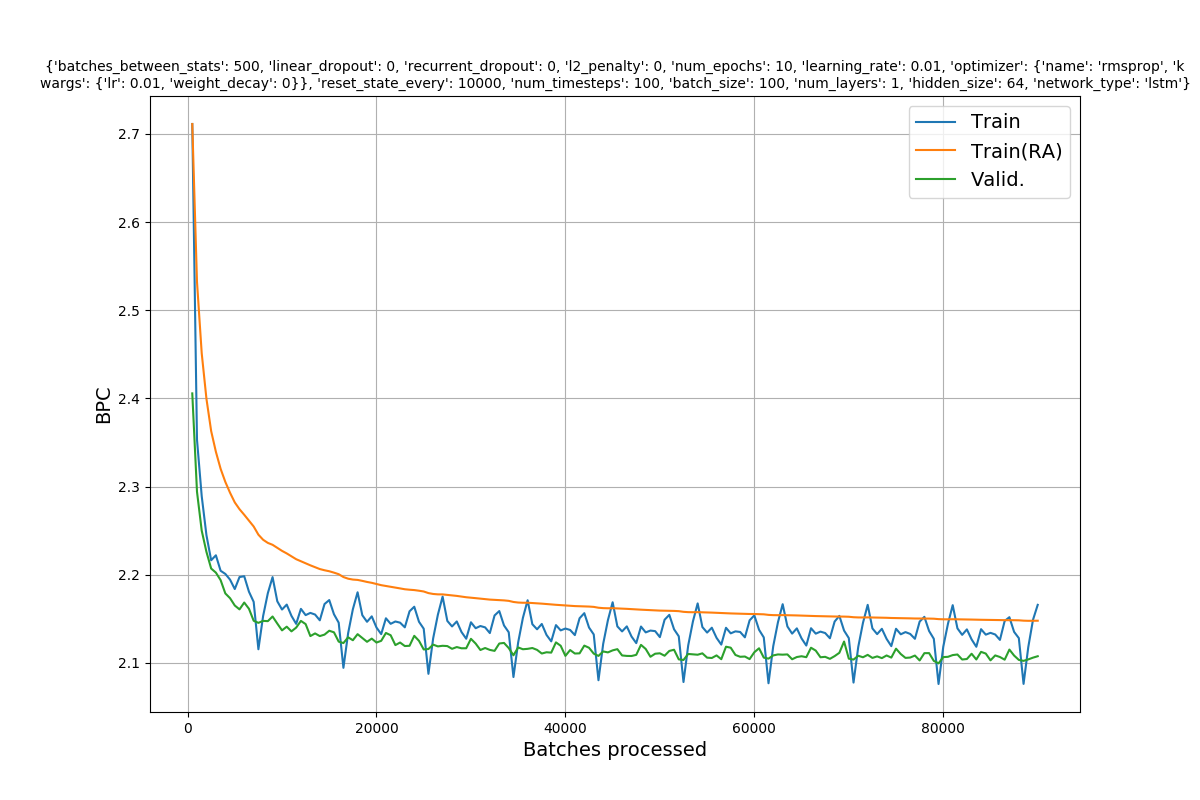 {'batches_between_stats': 500, 'linear_dropout': 0, 'recurrent_dropout': 0, 'l2_penalty': 0, 'num_epochs': 10, 'learning_rate': 0.01, 'optimizer': {'name': 'rmsprop', 'k
wargs': {'lr': 0.01, 'weight_decay': 0}}, 'reset_state_every': 10000, 'num_timesteps': 100, 'batch_size': 100, 'num_layers': 1, 'hidden_size': 64, 'network_type': 'lstm'}
Train
Train(RA)
Valid.
2.7
2.6
2.5
2.4
2.3
2.2
2.1
BPC
0
20000
40000
60000
80000
Batches processed